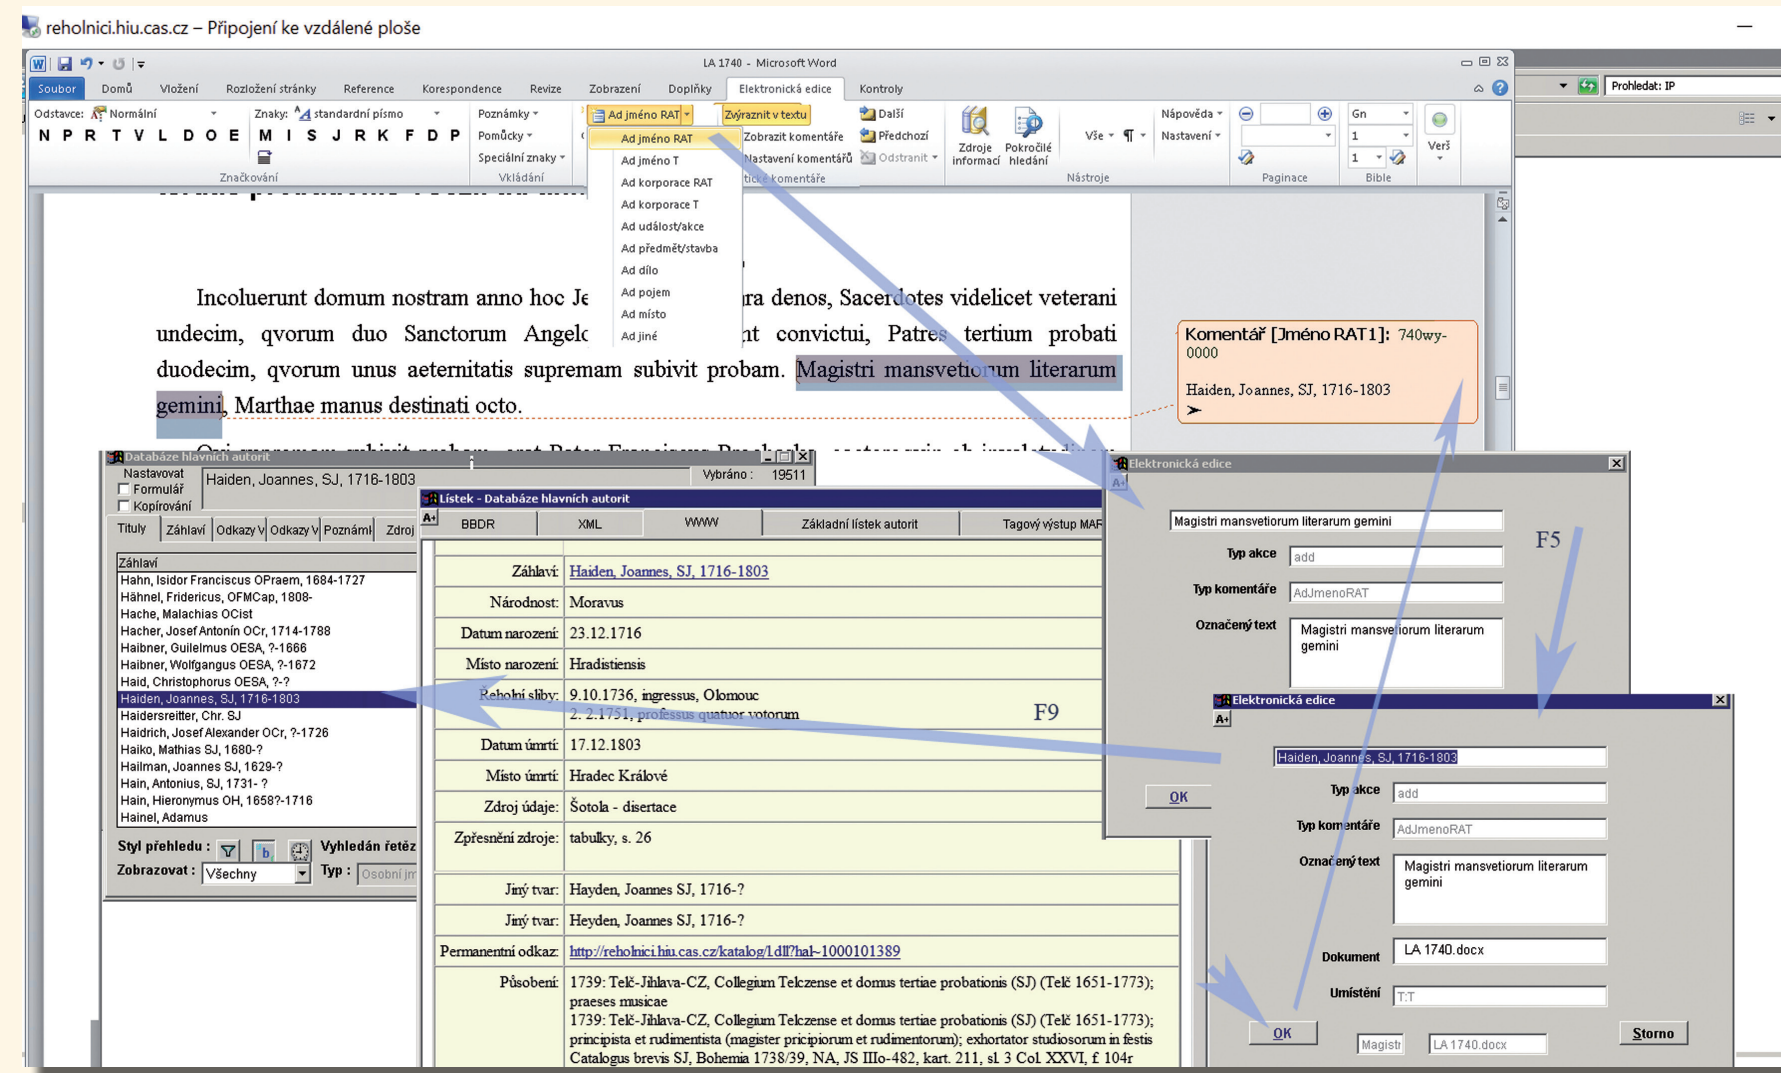 reholnici.hiu.cas.cz – Připojení ke vzdálené ploše
LA 1740 - Microsoft Word
Soubor Domů Vložení Rozložení stránky Reference Korespondence Revize Zobrazení Doplňky Elektronická edice Kontroly
Prohledat: IP
Odstavce: Normální Znaky: standardní písmo Poznámky Ad jméno RAT Zvýraznit v textu Další Nápověda Gn
N P R T V L D O E M I S J R K F D P Pomůcky Ad jméno RAT Zobrazit komentáře Předchozí Vše ¶ Nastavení 1 Verš
Speciální znaky Ad jméno T Nastavení komentářů Odstranit Zdroje informací Pokročilé hledání 1
Značkování Vkládání tické komentáře Nástroje Paginace Bible
Ad korporace RAT
Ad korporace T
Ad událost/akce
Ad předmět/stavba
Ad dílo
Ad pojem
Ad místo
Ad jiné
Incoluerunt domum nostram anno hoc Je ra denos, Sacerdotes videlicet veterani
undecim, qvorum duo Sanctorum Angelo nt convictui, Patres tertium probati
duodecim, qvorum unus aeternitatis supremam subivit probam. Magistri mansvetiorum literarum
gemini, Marthae manus destinati octo.
Komentář [Jméno RAT1]: 740wy-
0000
Haiden, Joannes, SJ, 1716-1803
➢
Databáze hlavních autorit
Nastavovat
Formulář
Kopírování
Haiden, Joannes, SJ, 1716-1803
Vybráno : 19511
Tituly Záhlaví Odkazy V Odkazy V Poznámk Zdroj
Záhlaví
Hahn, Isidor Franciscus OPraem, 1684-1727
Hähnel, Fridericus, OFMCap, 1808-
Hache, Malachias OCist
Hacher, Josef Antonín OCr, 1714-1788
Haibner, Guilelmus OESA, ?-1666
Haibner, Wolfgangus OESA, ?-1672
Haid, Christophorus OESA, ?-?
Haiden, Joannes, SJ, 1716-1803
Haidersreitter, Chr. SJ
Haidrich, Josef Alexander OCr, ?-1726
Haiko, Mathias SJ, 1680-?
Hailman, Joannes SJ, 1629-?
Hain, Antonius, SJ, 1731- ?
Hain, Hieronymus OH, 1658?-1716
Hainel, Adamus
Styl přehledu : Vyhledán řetěz
Zobrazovat : Všechny Typ : Osobní jm
Lístek - Databáze hlavních autorit
A+ BBDR XML WWW Základní lístek autorit Tagový výstup MAR
Záhlaví: Haiden, Joannes, SJ, 1716-1803
Národnost: Moravus
Datum narození: 23.12.1716
Místo narození: Hradistiensis
Řeholní sliby: 9.10.1736, ingressus, Olomouc
2. 2.1751, professus quatuor votorum
F9
Datum úmrtí: 17.12.1803
Místo úmrtí: Hradec Králové
Zdroj údaje: Šotola - disertace
Zpřesnění zdroje: tabulky, s. 26
Jiný tvar: Hayden, Joannes SJ, 1716-?
Jiný tvar: Heyden, Joannes SJ, 1716-?
Permanentní odkaz: http://reholnici.hiu.cas.cz/katalog/l.dll?hal~1000101389
Působení: 1739: Telč-Jihlava-CZ, Collegium Telczense et domus tertiae probationis (SJ) (Telč 1651-1773);
praeses musicae
1739: Telč-Jihlava-CZ, Collegium Telczense et domus tertiae probationis (SJ) (Telč 1651-1773);
principista et rudimentista (magister pricipiorum et rudimentorum); exhortator studiosorum in festis
Catalogus brevis SJ, Bohemia 1738/39, NA, JS IIIo-482, kart. 211, sl. 3 Col. XXVI, f. 104r
Elektronická edice
A+
Magistri mansvetiorum literarum gemini
F5
Typ akce add
Typ komentáře AdJmenoRAT
Označený text Magistri mansvetiorum literarum
gemini
OK
Elektronická edice
A+
Haiden, Joannes, SJ, 1716-1803
Typ akce add
Typ komentáře AdJmenoRAT
Označený text Magistri mansvetiorum literarum
gemini
Dokument LA 1740.docx
Umístění T:T
OK Storno
Magistr LA 1740.docx